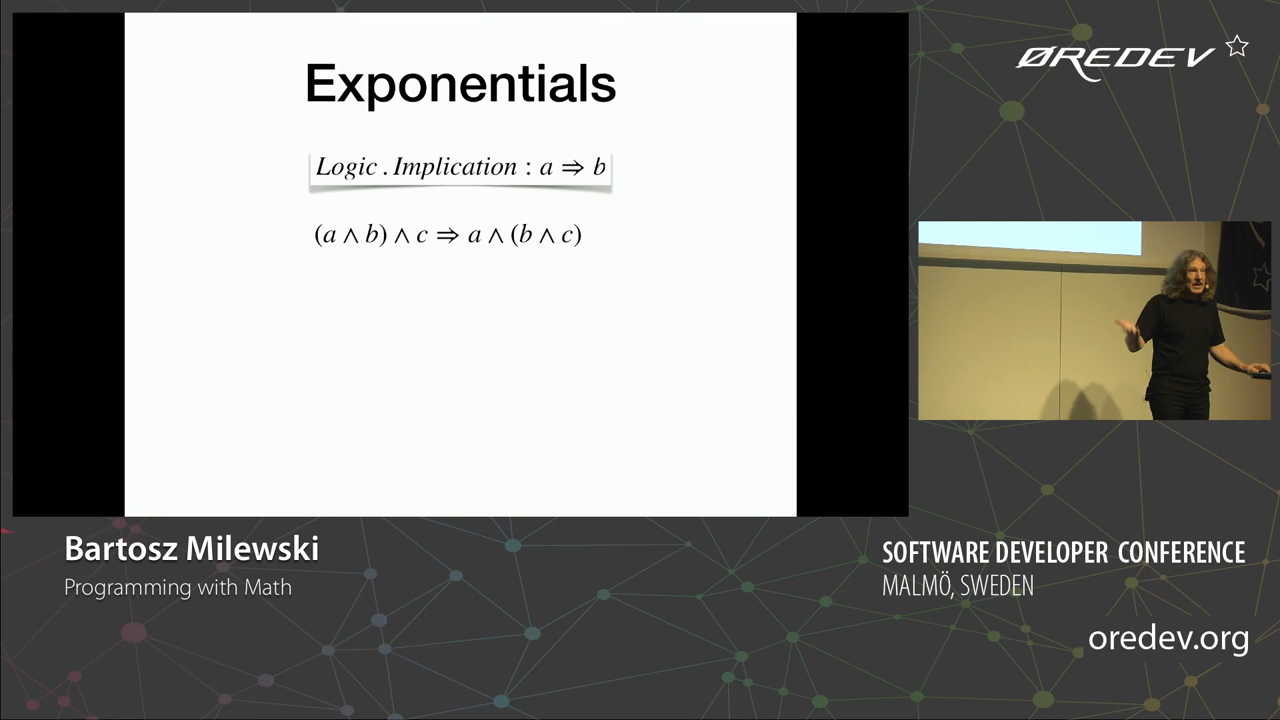 Exponentials
Logic . Implication : a ⇒ b
(a ∧ b) ∧ c ⇒ a ∧ (b ∧ c)
ØREDEV
Bartosz Milewski
Programming with Math
SOFTWARE DEVELOPER CONFERENCE
MALMÖ, SWEDEN
oredev.org